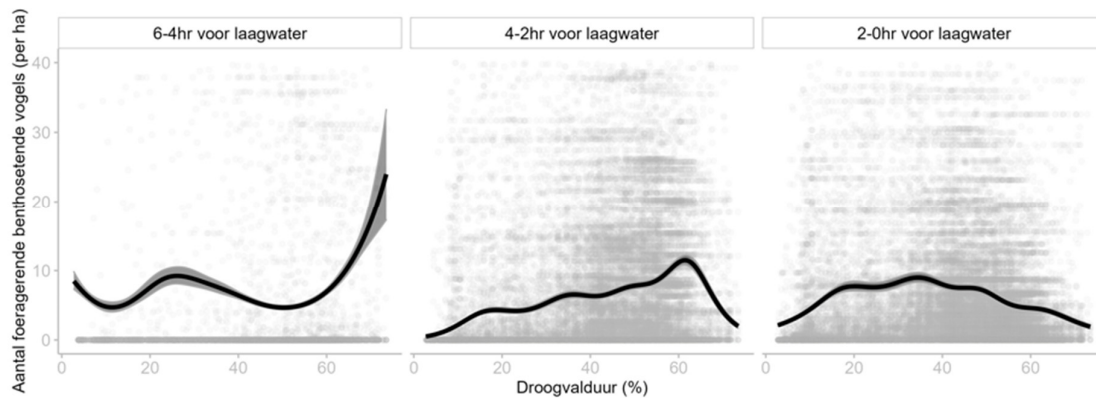 6-4hr voor laagwater
4-2hr voor laagwater
2-0hr voor laagwater
Aantal foeragerende benthosetende vogels (per ha)
40
30
20
10
0
0 20 40 60
0 20 40 60
0 20 40 60
Droogvalduur (%)